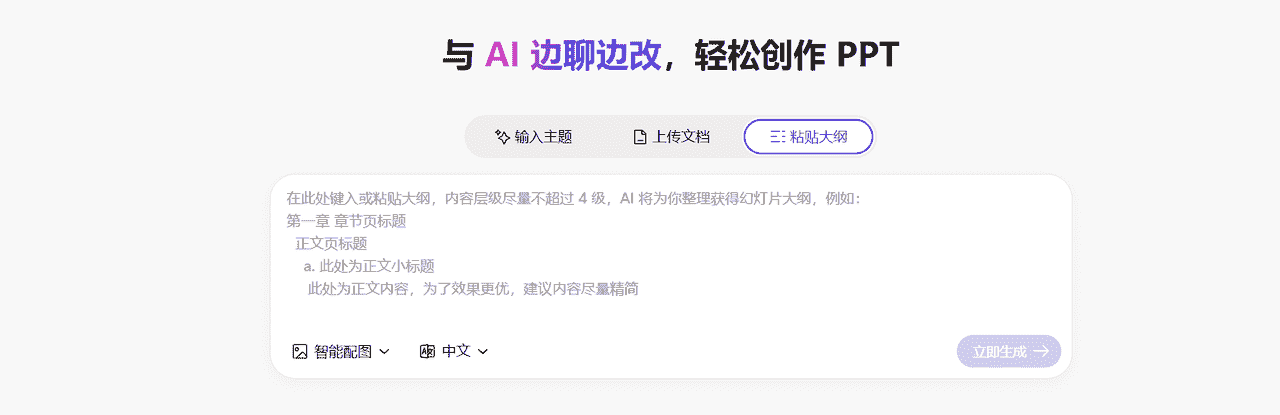 与 AI 边聊边改，轻松创作 PPT
输入主题 上传文档 粘贴大纲
在此处键入或粘贴大纲，内容层级尽量不超过 4 级，AI 将为你整理获得幻灯片大纲，例如：
第一章 章节页标题
正文页标题
a. 此处为正文小标题
此处为正文内容，为了效果更优，建议内容尽量精简
智能配图 中文 立即生成